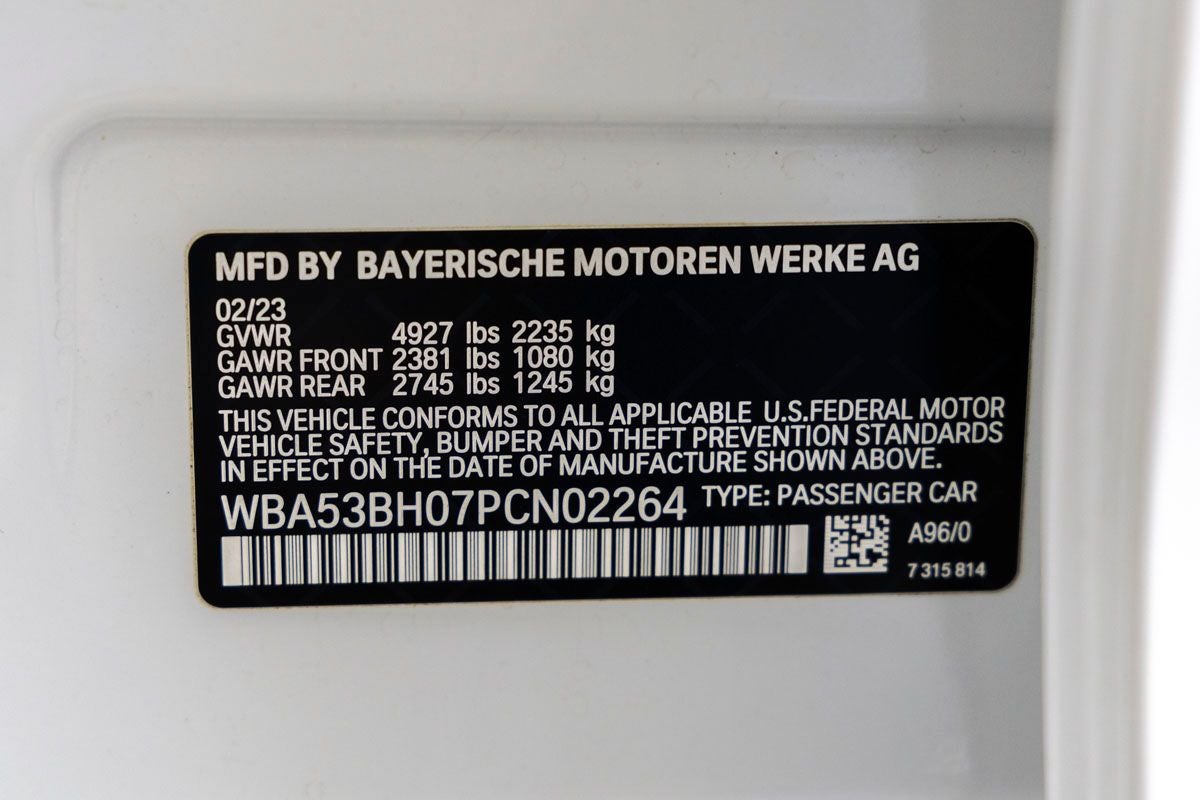 MFD BY BAYERISCHE MOTOREN WERKE AG
02/23
GVWR 4927 lbs 2235 kg
GAWR FRONT 2381 lbs 1080 kg
GAWR REAR 2745 lbs 1245 kg
THIS VEHICLE CONFORMS TO ALL APPLICABLE U.S.FEDERAL MOTOR
VEHICLE SAFETY, BUMPER AND THEFT PREVENTION STANDARDS
IN EFFECT ON THE DATE OF MANUFACTURE SHOWN ABOVE.
WBA53BH07PCN02264 TYPE: PASSENGER CAR
A96/0
7 315 814